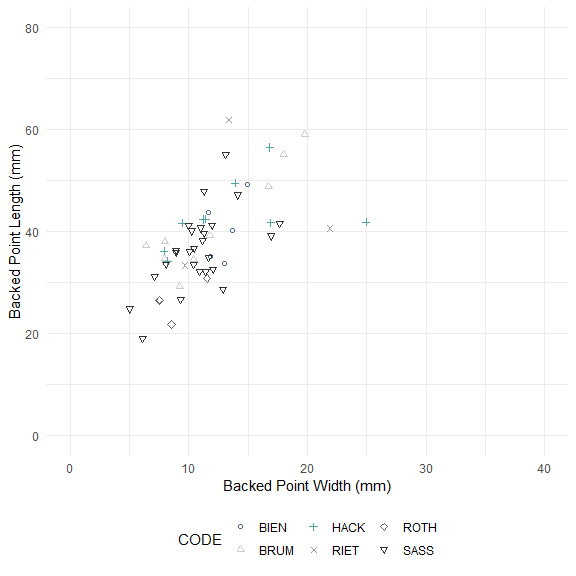 80
60
40
20
0
Backed Point Length (mm)
0 10 20 30 40
Backed Point Width (mm)
CODE
BIEN HACK ROTH
BRUM RIET SASS